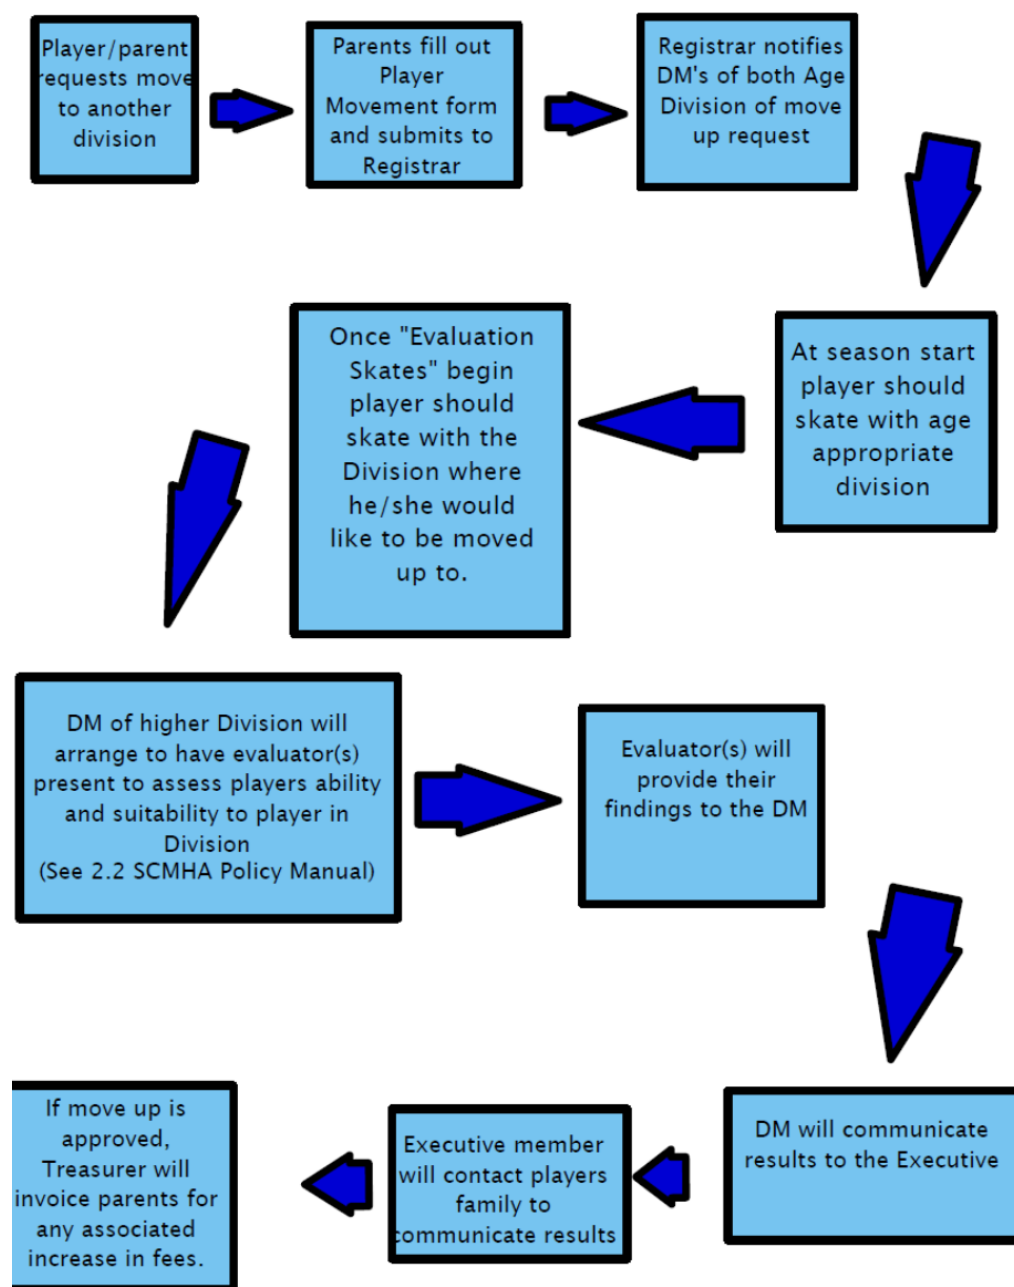 Player/parent
requests move
to another
division
Parents fill out
Player
Movement form
and submits to
Registrar
Registrar notifies
DM's of both Age
Division of move
up request
At season start
player should
skate with age
appropriate
division
Once "Evaluation
Skates" begin
player should
skate with the
Division where
he/she would
like to be moved
up to.
DM of higher Division will
arrange to have evaluator(s)
present to assess players ability
and suitability to player in
Division
(See 2.2 SCMHA Policy Manual)
Evaluator(s) will
provide their
findings to the DM
DM will communicate
results to the Executive
Executive member
will contact players
family to
communicate results
If move up is
approved,
Treasurer will
invoice parents for
any associated
increase in fees.